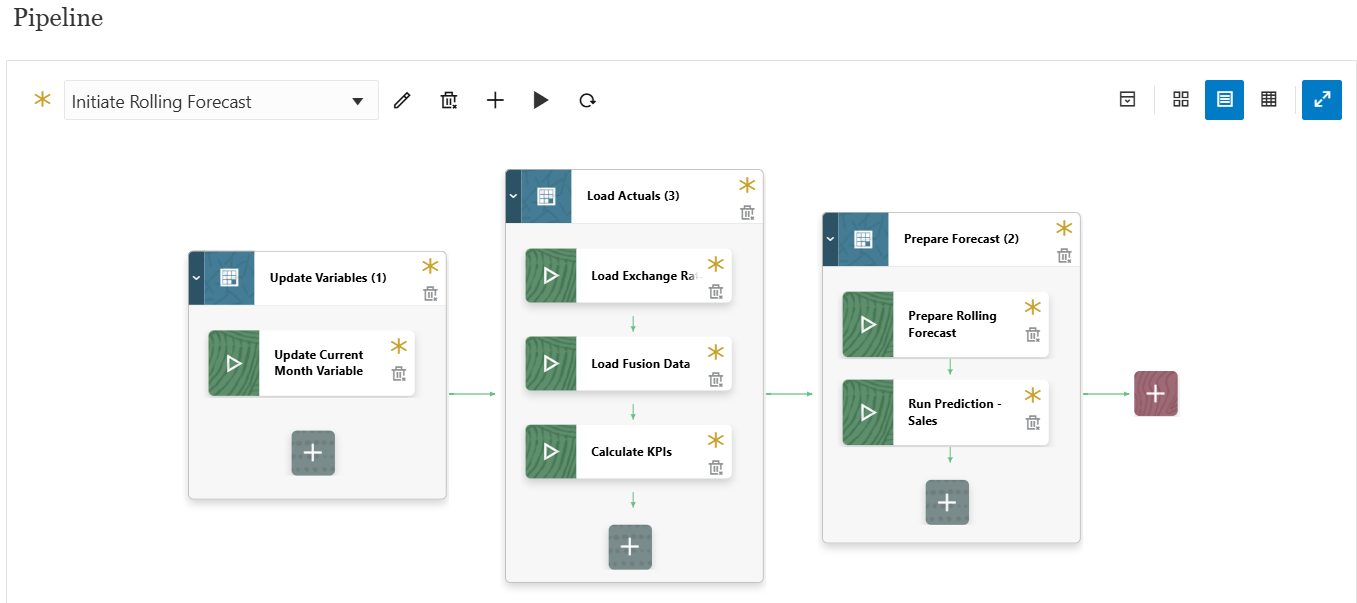 Pipeline
Initiate Rolling Forecast
Update Variables (1)
Update Current
Month Variable
Load Actuals (3)
Load Exchange Rat
Load Fusion Data
Calculate KPIs
Prepare Forecast (2)
Prepare Rolling
Forecast
Run Prediction -
Sales